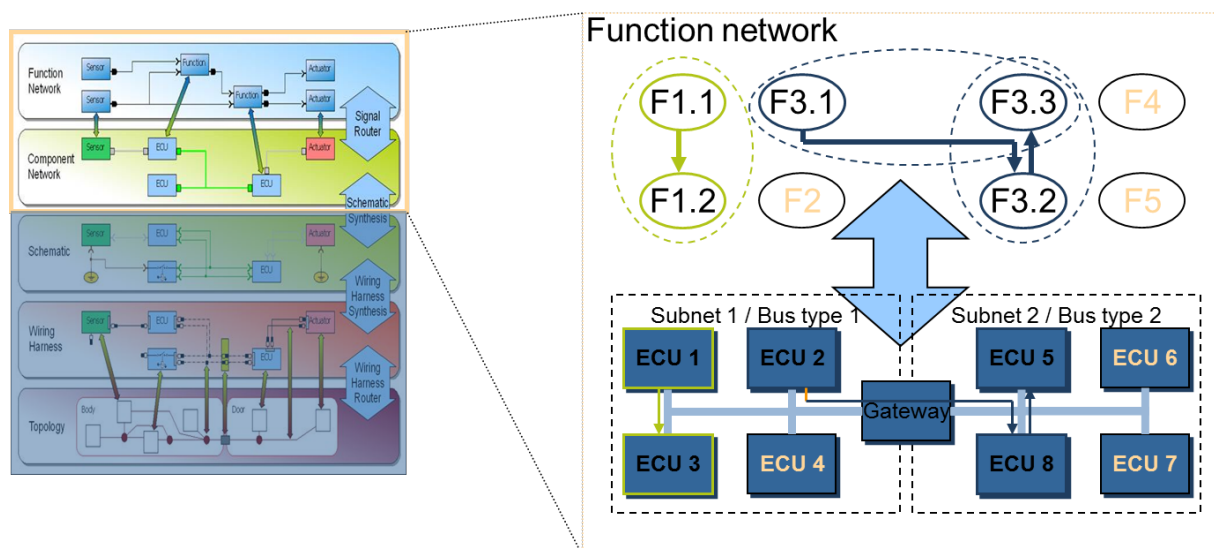 Function
Network
Sensor
Function
Actuator
Sensor
Function
Actuator
Signal
Router
Component
Network
Sensor
ECU
Actuator
ECU
ECU
Schematic
Synthesis
Schematic
Sensor
ECU
Actuator
ECU
Wiring
Harness
Synthesis
Wiring
Harness
Sensor
ECU
Actuator
ECU
Wiring
Harness
Router
Topology
Body
Door
Function network
F1.1
F3.1
F3.3
F4
F1.2
F2
F3.2
F5
Subnet 1 / Bus type 1
Subnet 2 / Bus type 2
ECU 1
ECU 2
ECU 5
ECU 6
Gateway
ECU 3
ECU 4
ECU 8
ECU 7